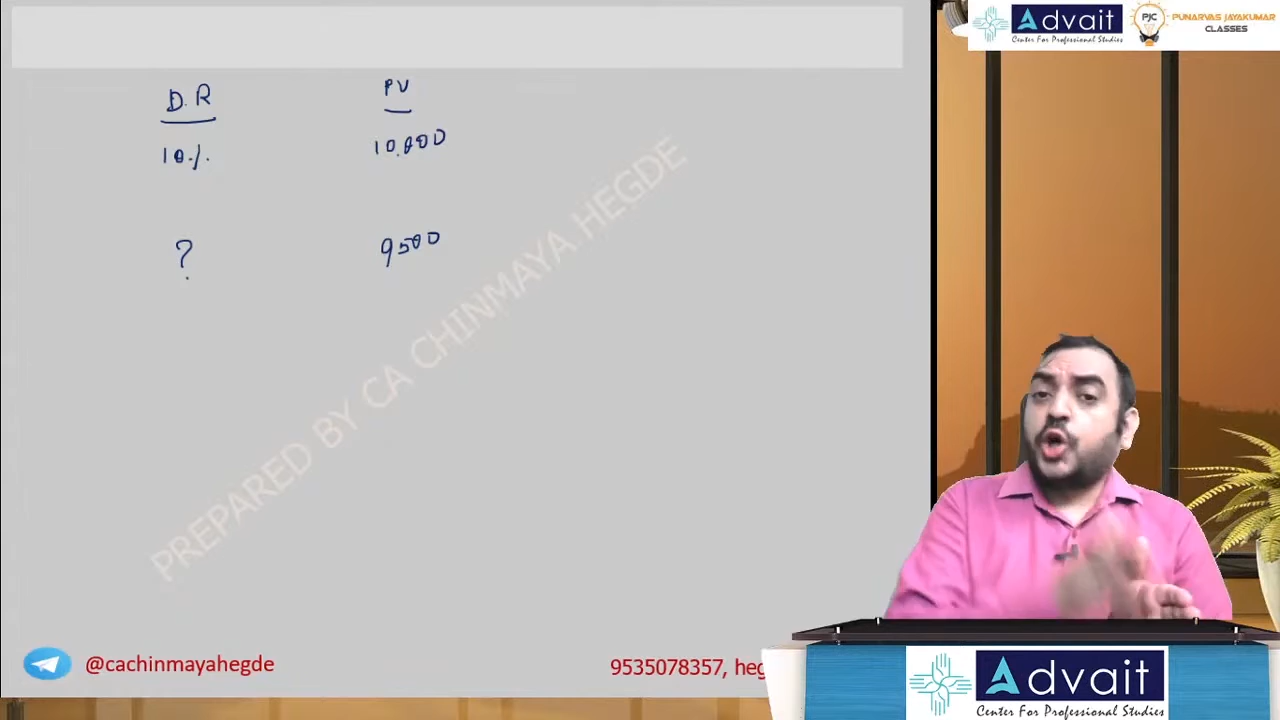 Advait
Center For Professional Studies
PJC
PUNARVAS JAYAKUMAR
CLASSES
D.R PV
10% 10,000
? 9500
PREPARED BY CA CHINMAYA HEGDE
@cachinmayahegde
9535078357, heg
Advait
Center For Professional Studies